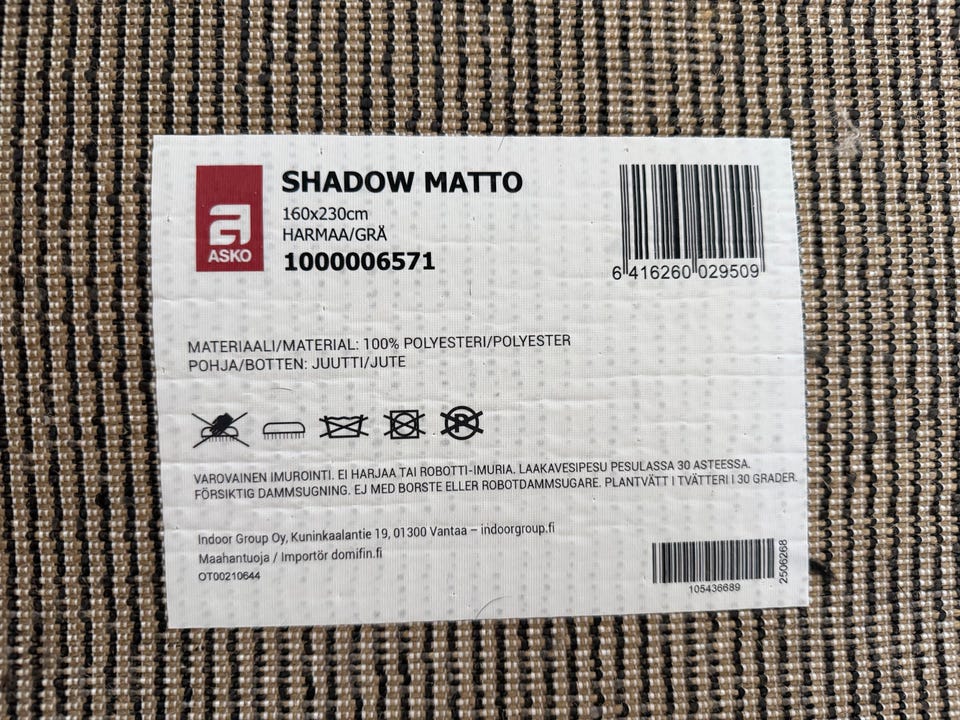 ASKO
SHADOW MATTO
160x230cm
HARMAA/GRÅ
1000006571
6 416260 029509
MATERIAALI/MATERIAL: 100% POLYESTERI/POLYESTER
POHJA/BOTTEN: JUUTTI/JUTE
P
VAROVAINEN IMUROINTI. EI HARJAA TAI ROBOTTI-IMURIA. LAAKAVESIPESU PESULASSA 30 ASTEESSA.
FÖRSIKTIG DAMMSUGNING. EJ MED BORSTE ELLER ROBOTDAMMSUGARE. PLANTVÄTT I TVÄTTERI I 30 GRADER.
Indoor Group Oy, Kuninkaalantie 19, 01300 Vantaa – indoorgroup.fi
Maahantuoja / Importör domifin.fi
OT00210644
105436689
2506268